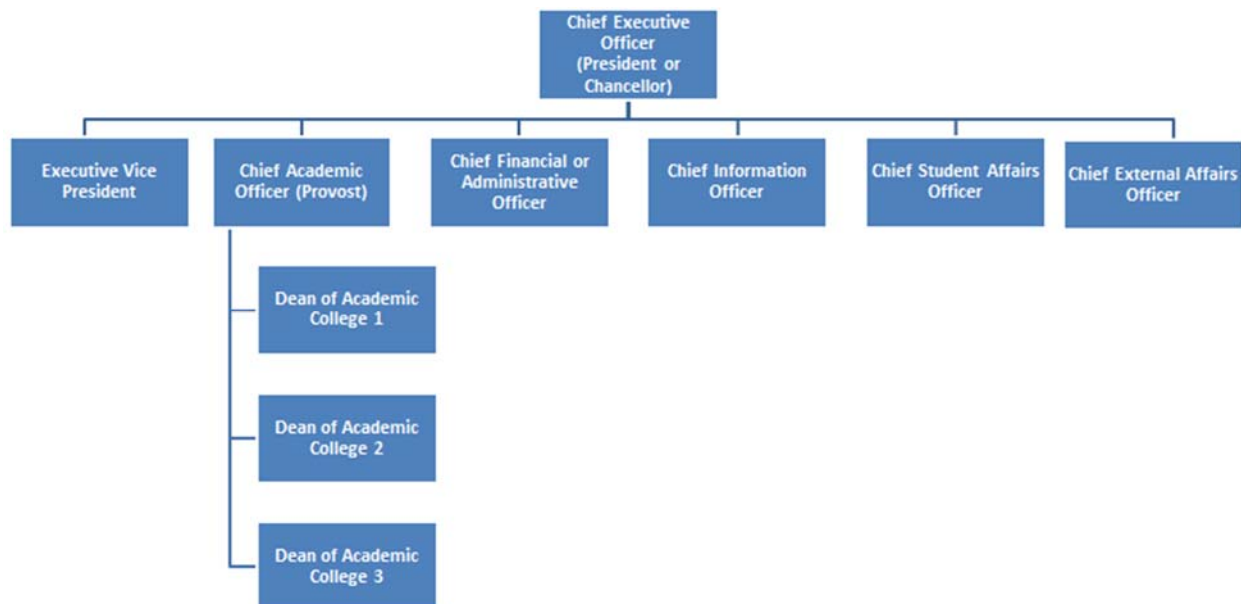 Chief Executive
Officer
(President or
Chancellor)
Executive Vice
President
Chief Academic
Officer (Provost)
Chief Financial or
Administrative
Officer
Chief Information
Officer
Chief Student Affairs
Officer
Chief External Affairs
Officer
Dean of Academic
College 1
Dean of Academic
College 2
Dean of Academic
College 3